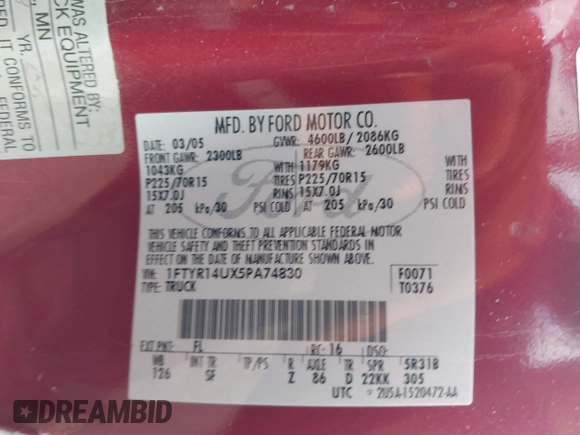 WAS ALTERED BY:
CK EQUIPMENT
, MN
YR.
IT CONFORMS TO
FEDERAL
MFD. BY FORD MOTOR CO.
DATE: 03/05 GVWR: 4600LB/ 2086KG
FRONT GAWR: 2300LB REAR GAWR: 2600LB
1043KG WITH 1179KG WITH
P225/70R15 TIRES P225/70R15 TIRES
15X7.0J RIMS 15X7.0J RIMS
AT 205 kPa/30 PSI COLD AT 205 kPa/30 PSI COLD
Ford
THIS VEHICLE CONFORMS TO ALL APPLICABLE FEDERAL MOTOR
VEHICLE SAFETY AND THEFT PREVENTION STANDARDS IN
EFFECT ON THE DATE OF MANUFACTURE SHOWN ABOVE.
VIN: 1FTYR14UX5PA74830 F0071
TYPE: TRUCK T0376
EXT PNT: FL RC: 16 DSO:
WB INT TR TP/PS R AXLE TR SPR 5R31B
126 SF Z 86 D 22KK 305
UTC 2U5A-1520472-AA
DREAMBID